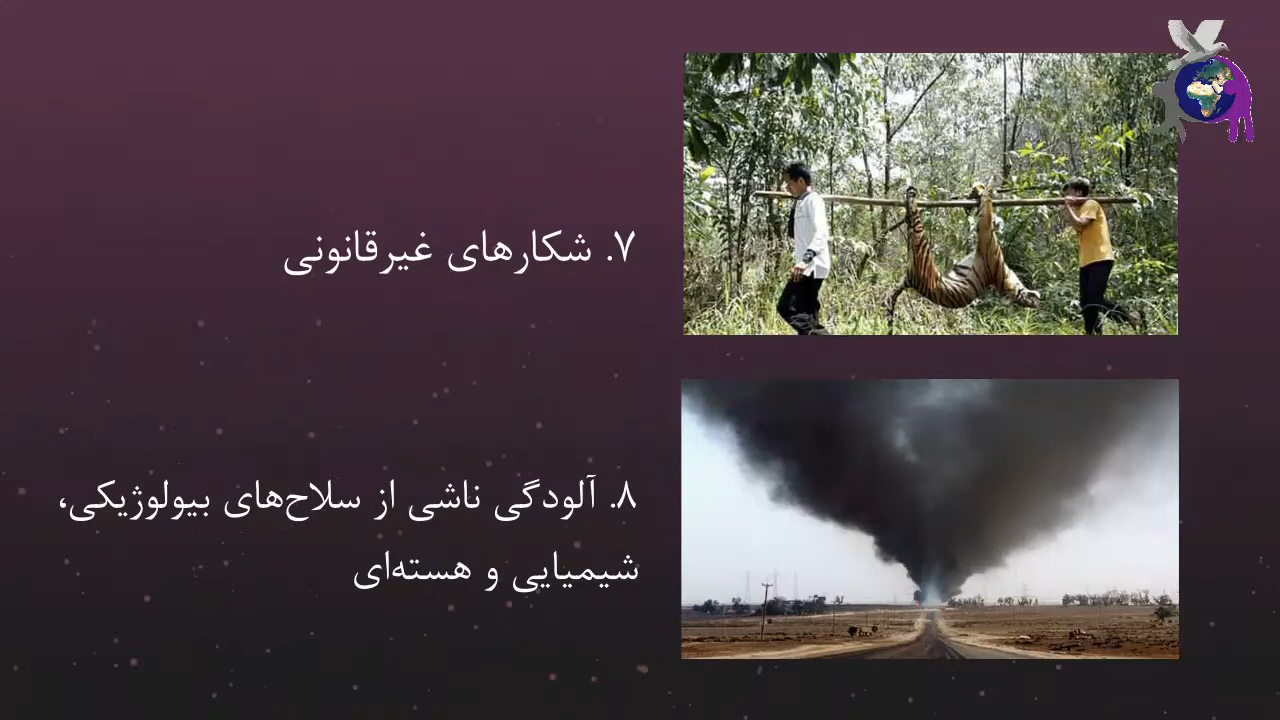 ۷. شکارهای غیرقانونی
۸. آلودگی ناشی از سلاح‌های بیولوژیکی،
شیمیایی و هسته‌ای